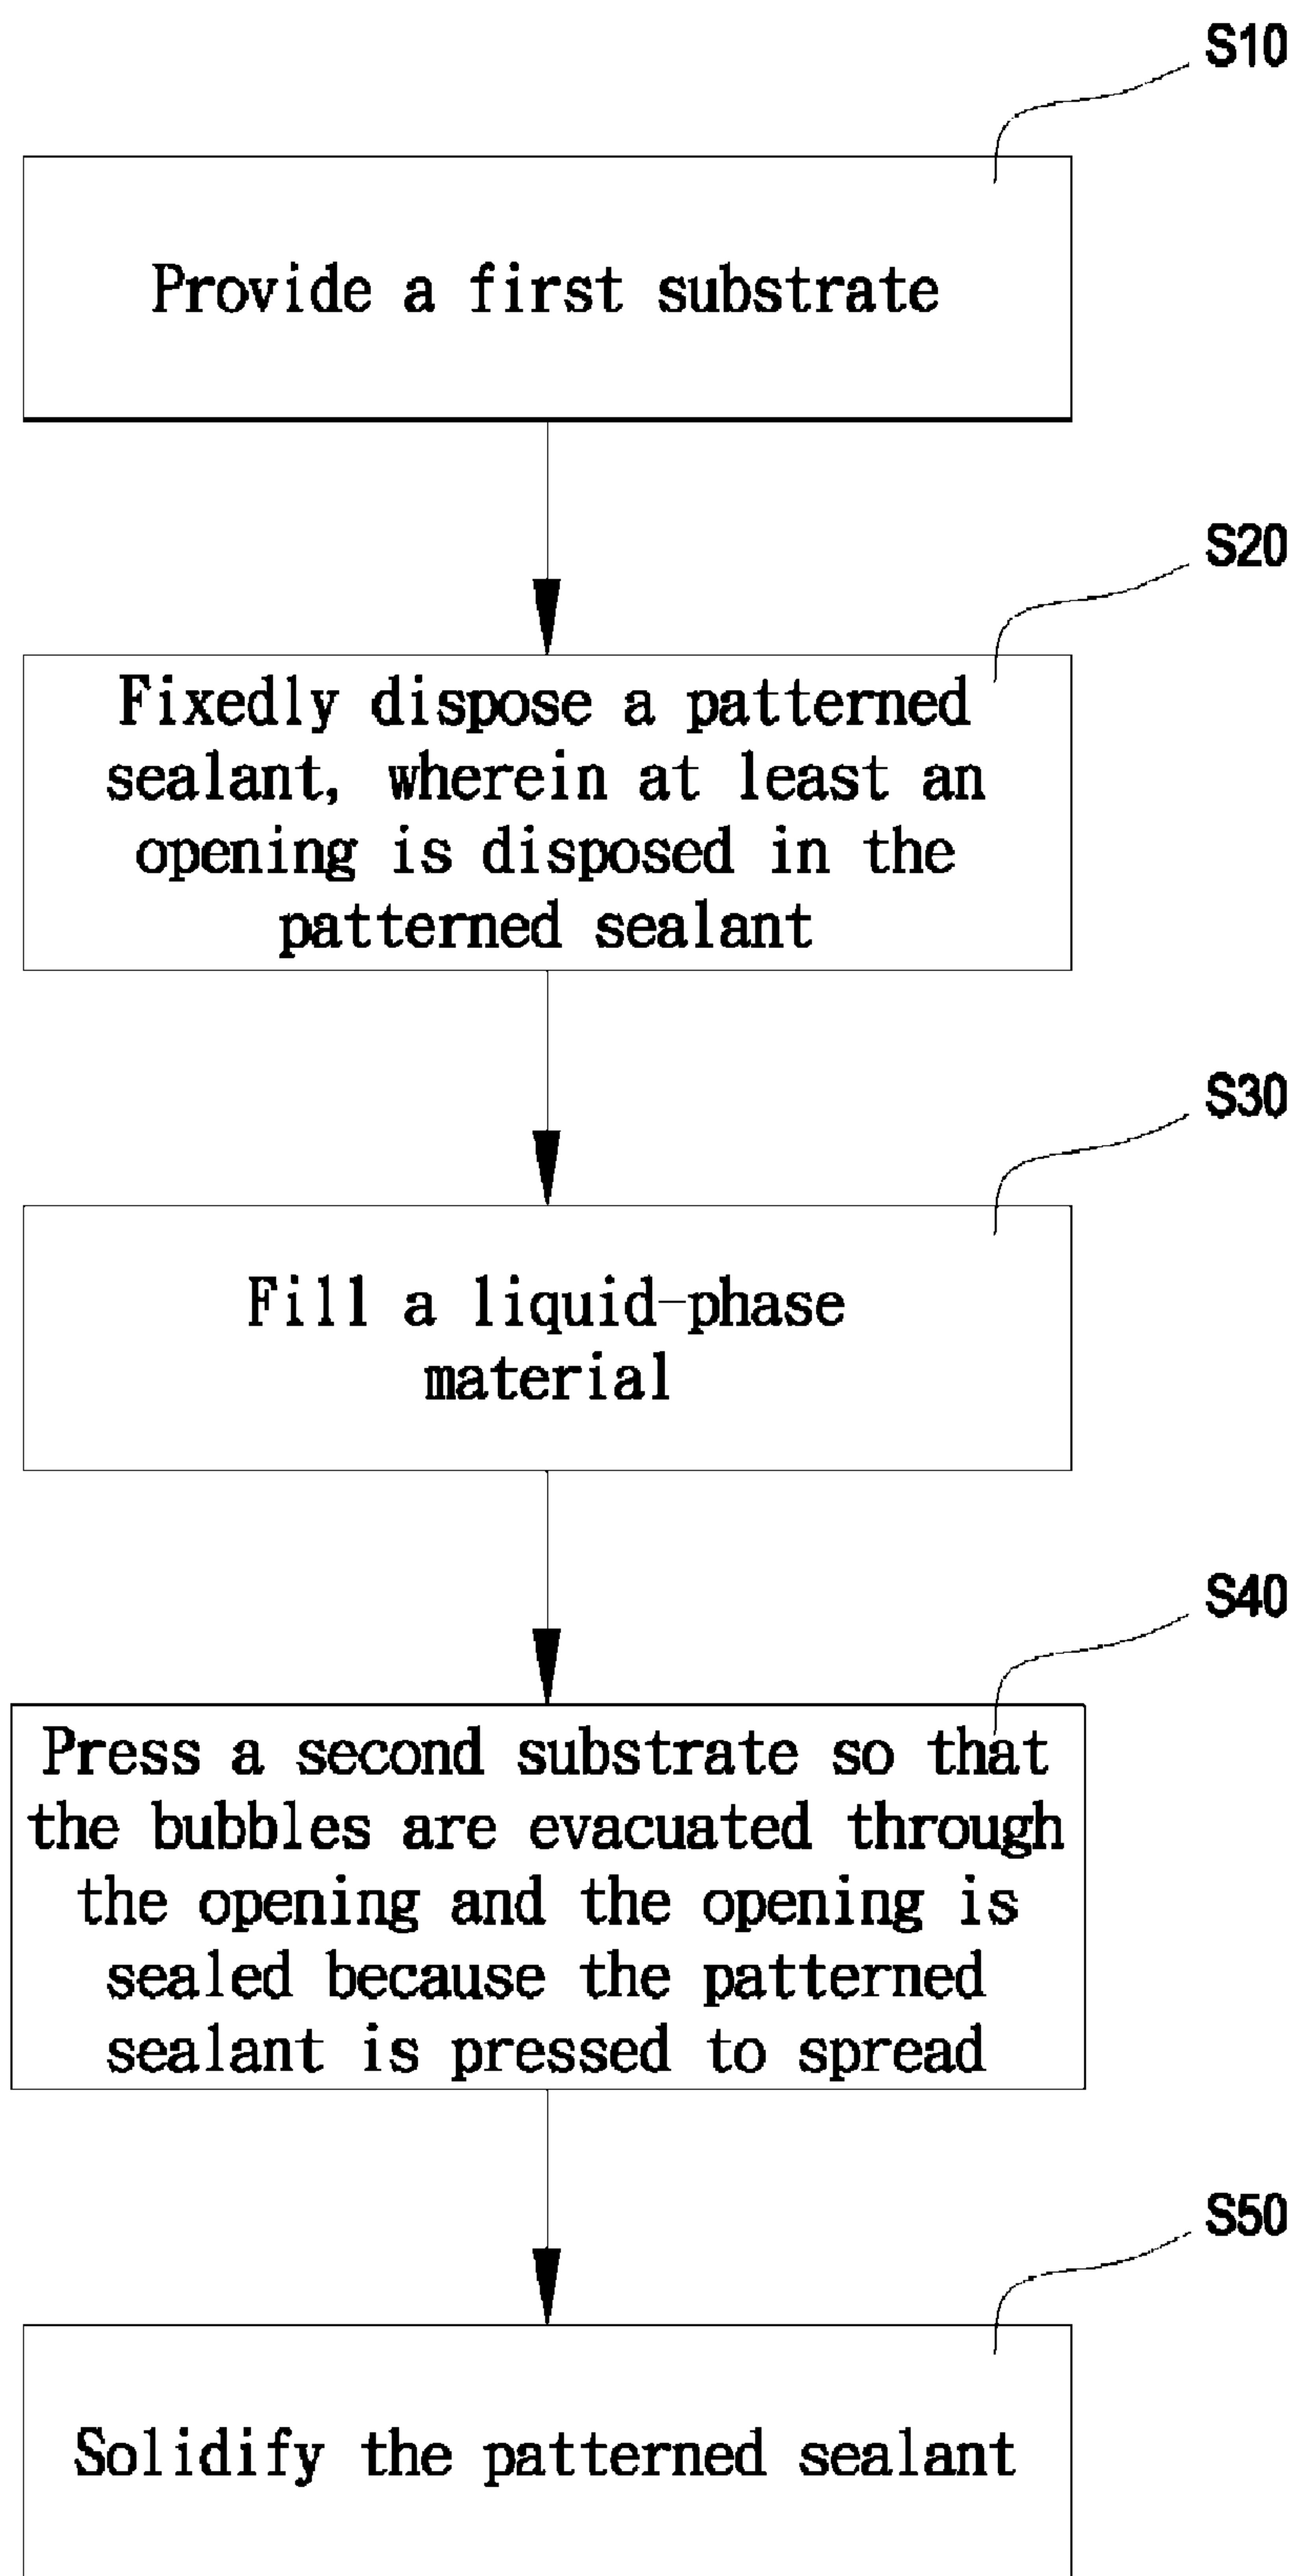 S10
Provide a first substrate
S20
Fixedly dispose a patterned
sealant, wherein at least an
opening is disposed in the
patterned sealant
S30
Fill a liquid-phase
material
S40
Press a second substrate so that
the bubbles are evacuated through
the opening and the opening is
sealed because the patterned
sealant is pressed to spread
S50
Solidify the patterned sealant